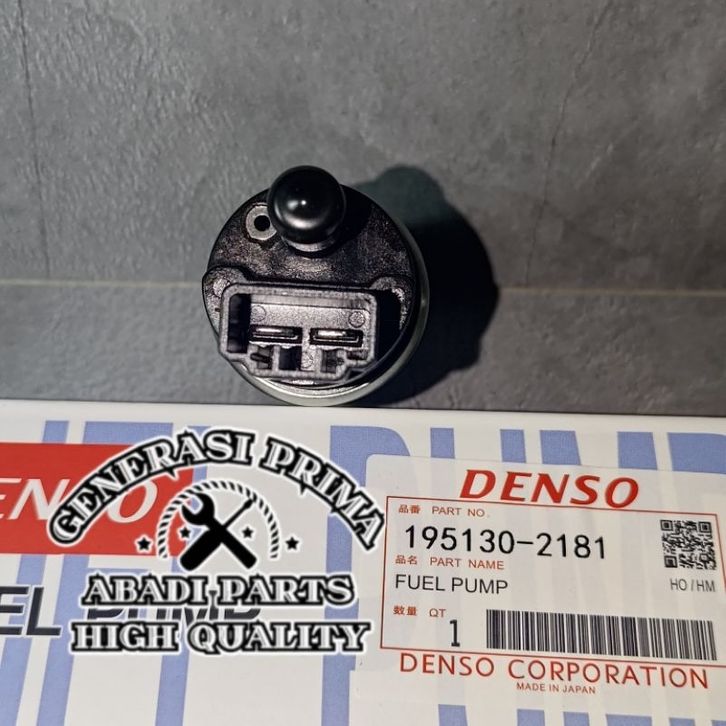 GENERASI PRIMA
ABADI PARTS
HIGH QUALITY
DENSO
品番 PART NO.
195130-2181
品名 PART NAME
FUEL PUMP
HO/HM
数量 QT
1
DENSO CORPORATION
MADE IN JAPAN